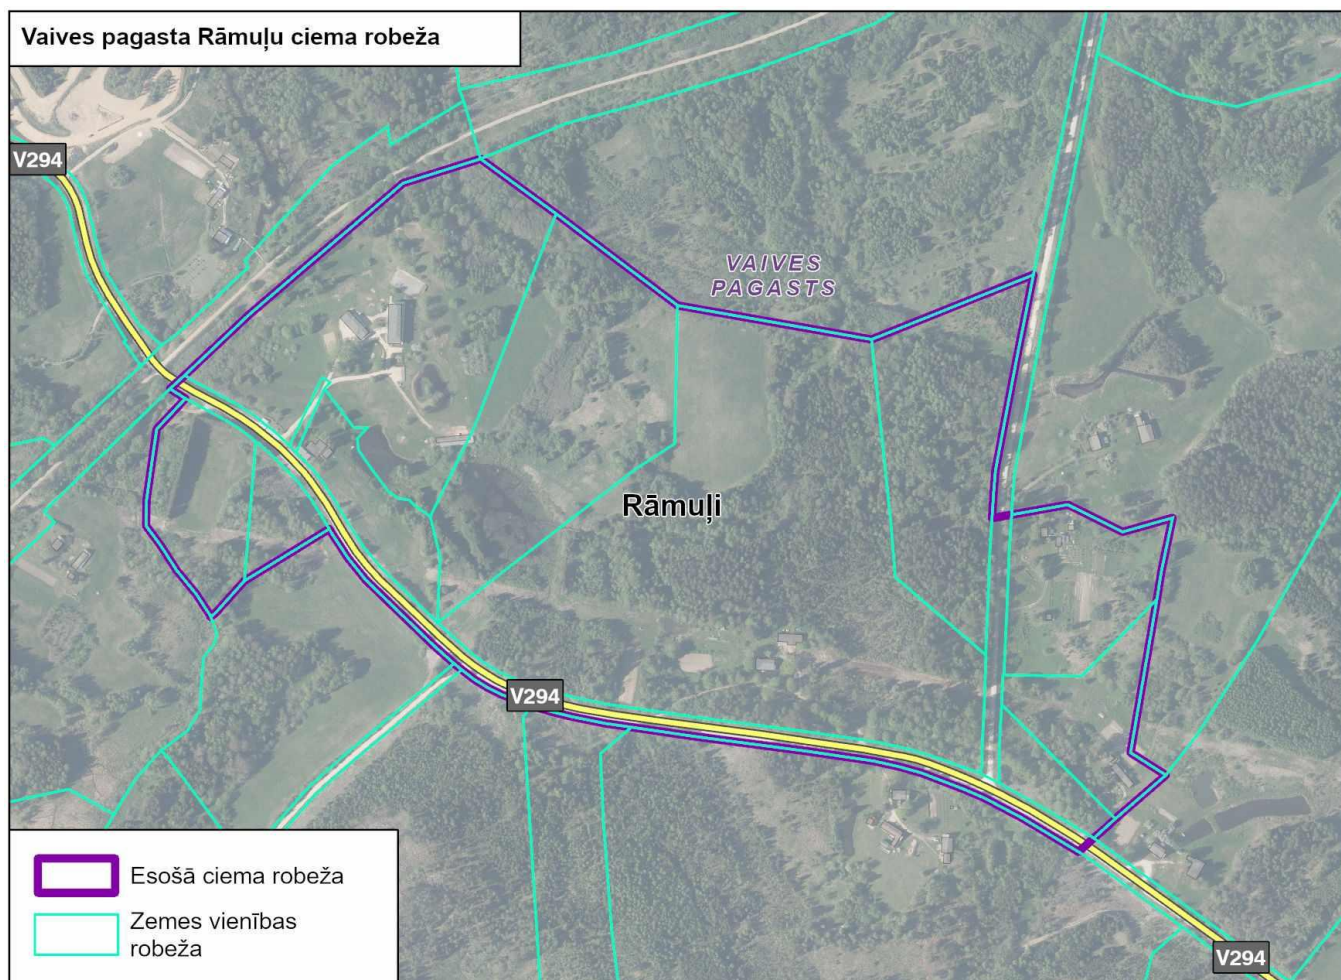 Vaives pagasta Rāmuļu ciema robeža
V294
VAIVES
PAGASTS
Rāmuļi
V294
Esošā ciema robeža
Zemes vienības
robeža
V294